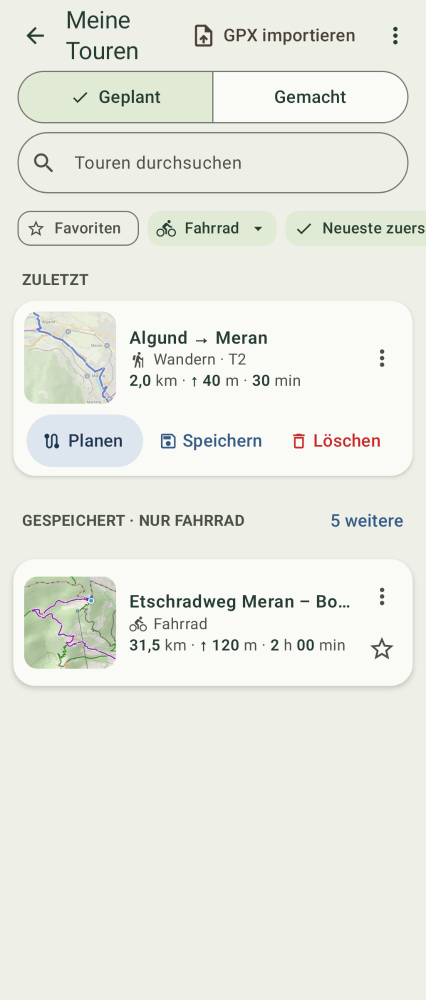 Meine
Touren
GPX importieren
Geplant
Gemacht
Touren durchsuchen
Favoriten
Fahrrad
Neueste zuers
ZULETZT
Algund → Meran
Wandern · T2
2,0 km · ↑ 40 m · 30 min
Planen
Speichern
Löschen
GESPEICHERT · NUR FAHRRAD
5 weitere
Etschradweg Meran – Bo…
Fahrrad
31,5 km · ↑ 120 m · 2 h 00 min